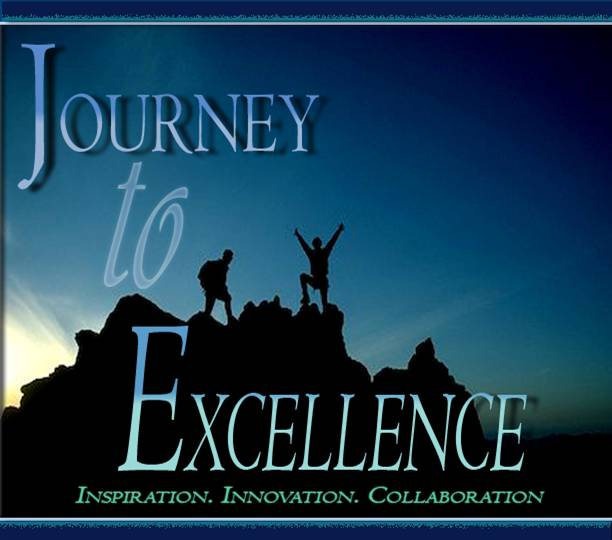 JOURNEY
to
EXCELLENCE
INSPIRATION. INNOVATION. COLLABORATION